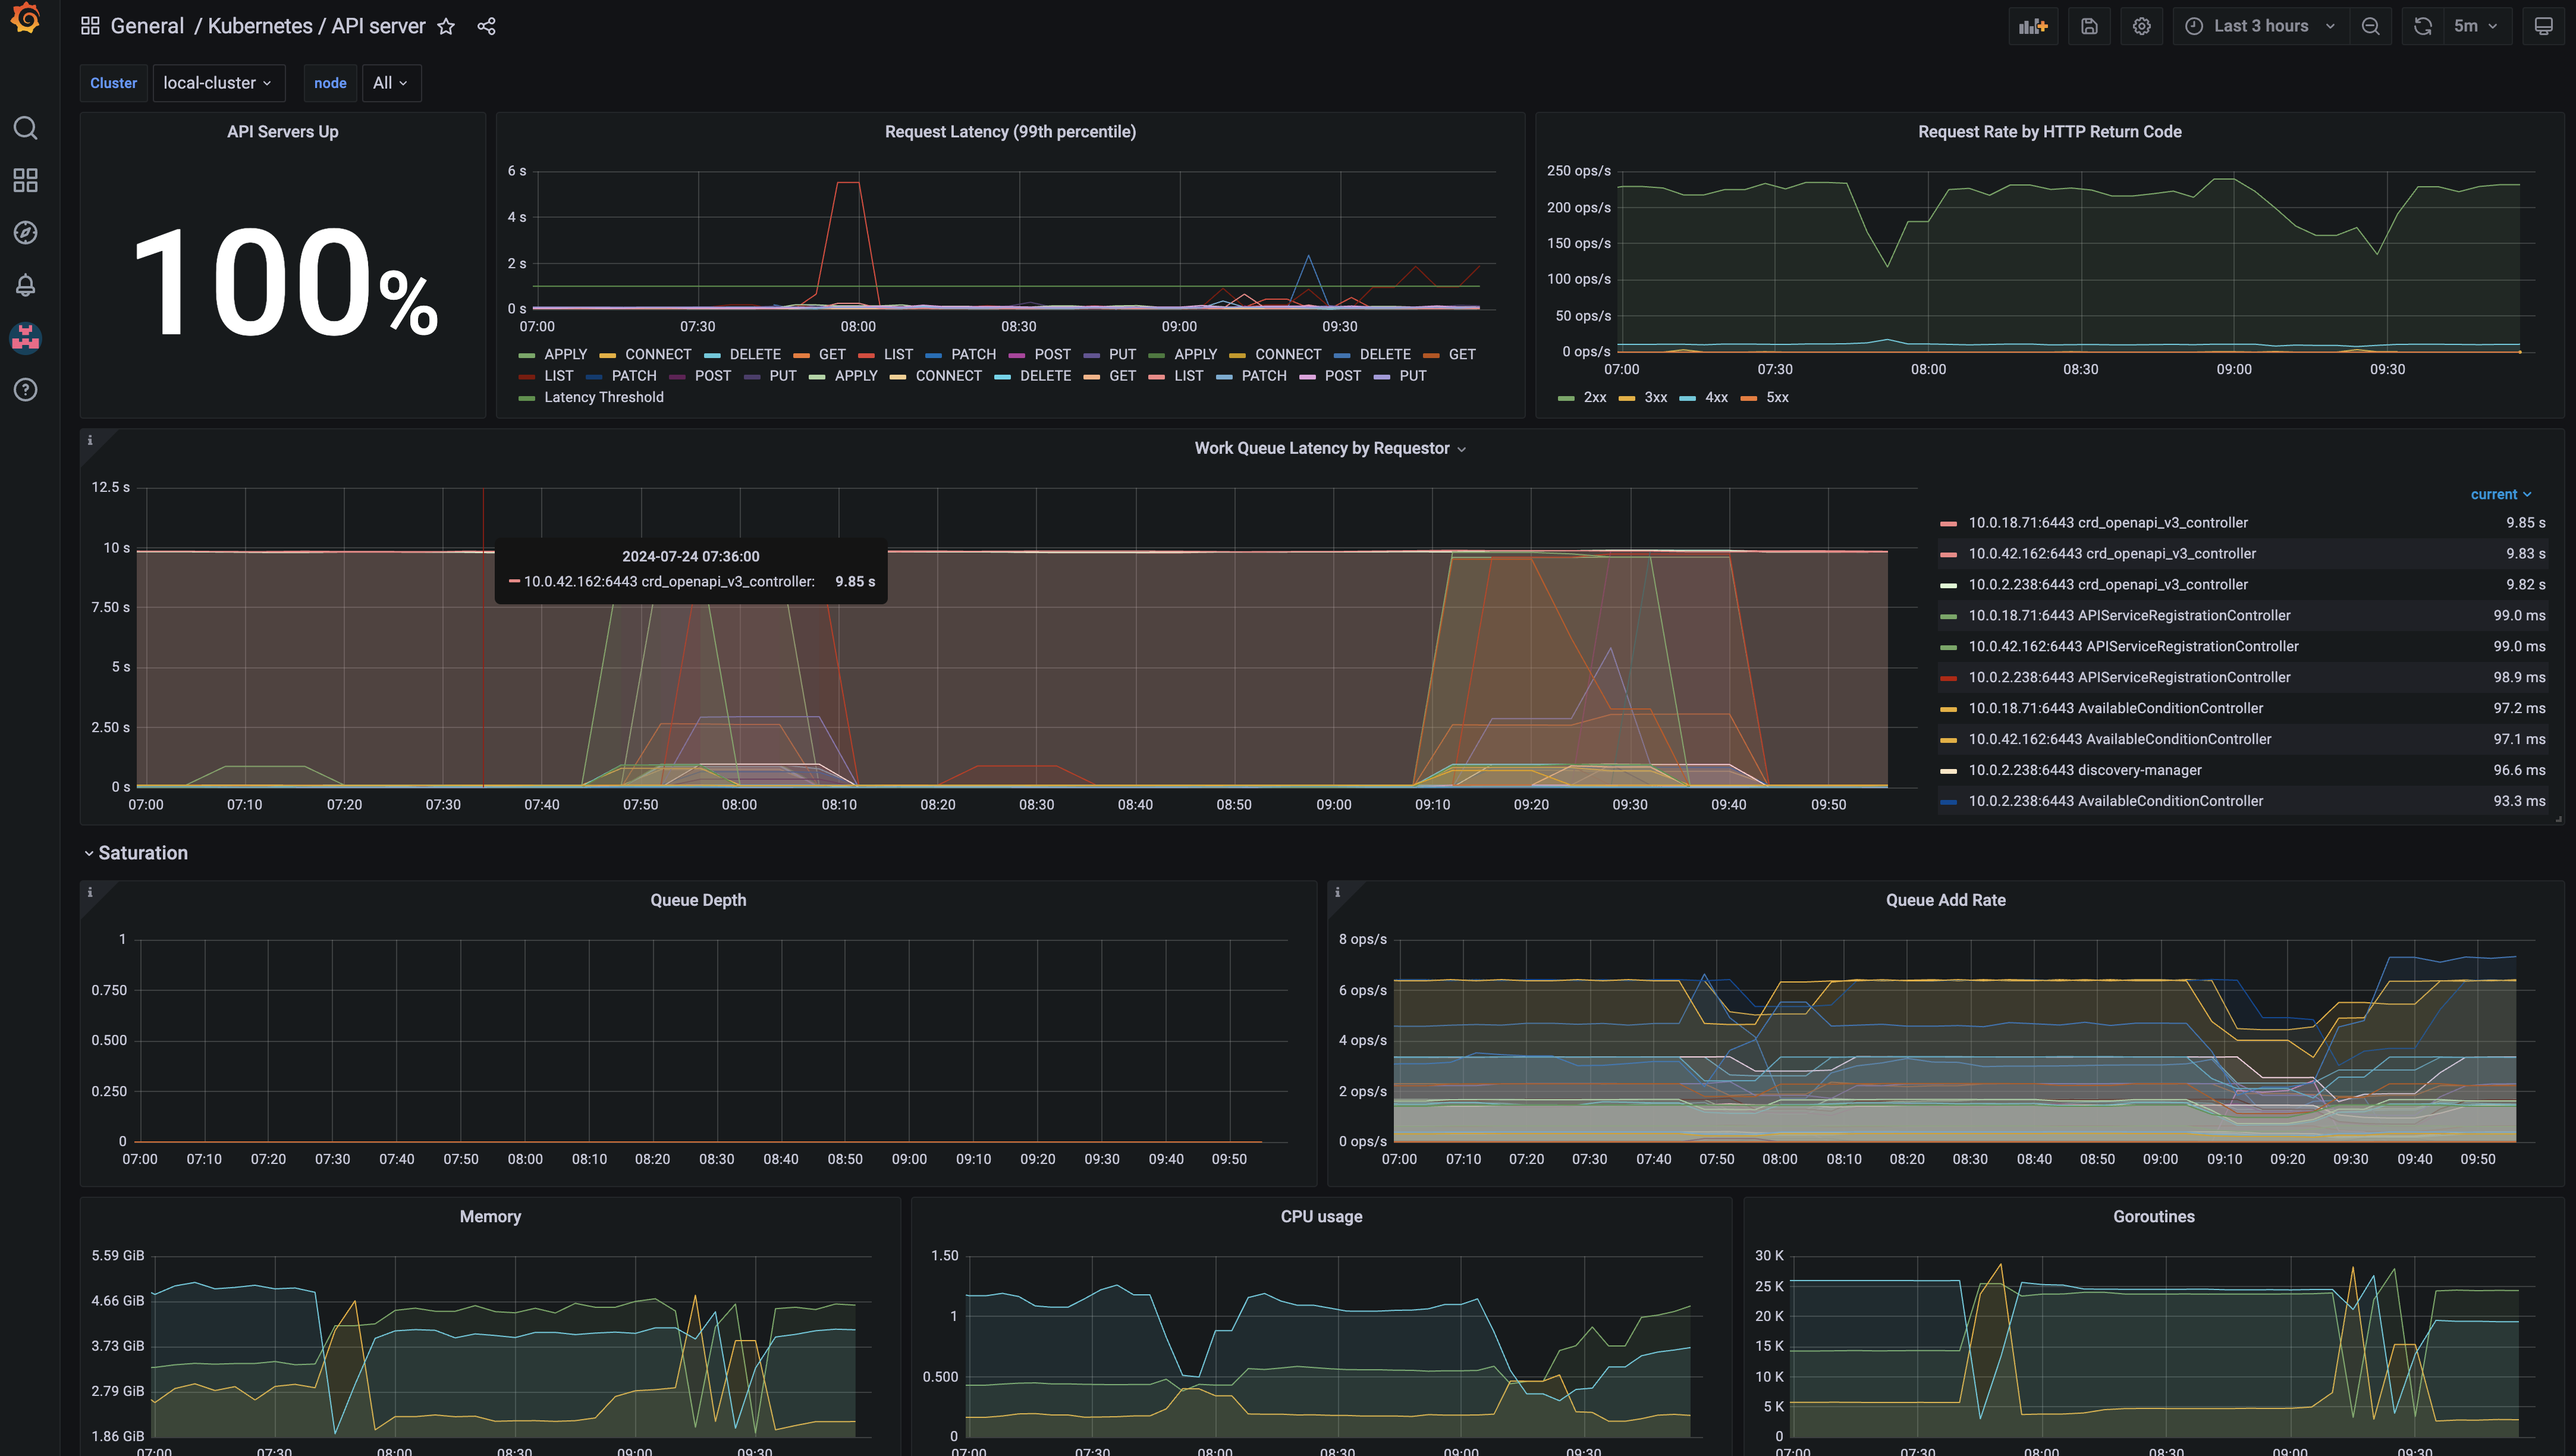 General / Kubernetes / API server
Last 3 hours
5m
Cluster
local-cluster
node
All
API Servers Up
100%
Request Latency (99th percentile)
6 s
4 s
2 s
0 s
07:00 07:30 08:00 08:30 09:00 09:30
APPLY CONNECT DELETE GET LIST PATCH POST PUT APPLY CONNECT DELETE GET
LIST PATCH POST PUT APPLY CONNECT DELETE GET LIST PATCH POST PUT
Latency Threshold
Request Rate by HTTP Return Code
250 ops/s
200 ops/s
150 ops/s
100 ops/s
50 ops/s
0 ops/s
07:00 07:30 08:00 08:30 09:00 09:30
2xx 3xx 4xx 5xx
i
Work Queue Latency by Requestor
12.5 s
10 s
7.50 s
5 s
2.50 s
0 s
07:00 07:10 07:20 07:30 07:40 07:50 08:00 08:10 08:20 08:30 08:40 08:50 09:00 09:10 09:20 09:30 09:40 09:50
2024-07-24 07:36:00
10.0.42.162:6443 crd_openapi_v3_controller: 9.85 s
current
10.0.18.71:6443 crd_openapi_v3_controller 9.85 s
10.0.42.162:6443 crd_openapi_v3_controller 9.83 s
10.0.2.238:6443 crd_openapi_v3_controller 9.82 s
10.0.18.71:6443 APIServiceRegistrationController 99.0 ms
10.0.42.162:6443 APIServiceRegistrationController 99.0 ms
10.0.2.238:6443 APIServiceRegistrationController 98.9 ms
10.0.18.71:6443 AvailableConditionController 97.2 ms
10.0.42.162:6443 AvailableConditionController 97.1 ms
10.0.2.238:6443 discovery-manager 96.6 ms
10.0.2.238:6443 AvailableConditionController 93.3 ms
Saturation
i
Queue Depth
1
0.750
0.500
0.250
0
07:00 07:10 07:20 07:30 07:40 07:50 08:00 08:10 08:20 08:30 08:40 08:50 09:00 09:10 09:20 09:30 09:40 09:50
i
Queue Add Rate
8 ops/s
6 ops/s
4 ops/s
2 ops/s
0 ops/s
07:00 07:10 07:20 07:30 07:40 07:50 08:00 08:10 08:20 08:30 08:40 08:50 09:00 09:10 09:20 09:30 09:40 09:50
Memory
5.59 GiB
4.66 GiB
3.73 GiB
2.79 GiB
1.86 GiB
07:00 07:30 08:00 08:30 09:00 09:30
CPU usage
1.50
1
0.500
0
07:00 07:30 08:00 08:30 09:00 09:30
Goroutines
30 K
25 K
20 K
15 K
10 K
5 K
0
07:00 07:30 08:00 08:30 09:00 09:30